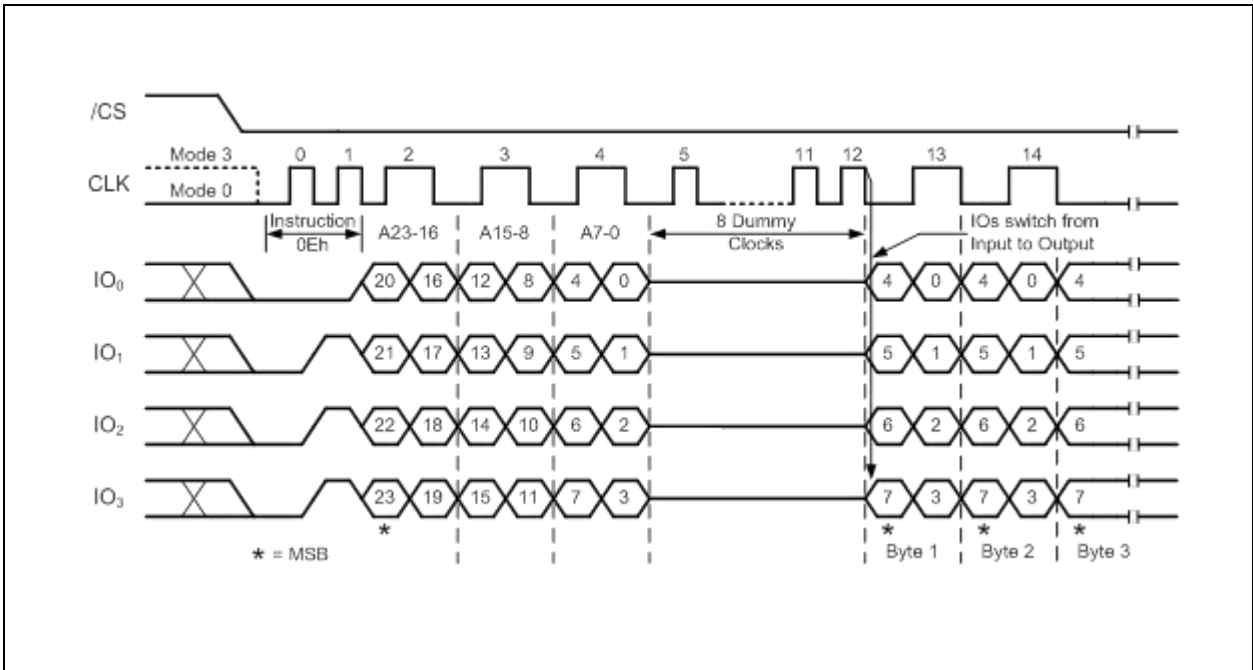 /CS
Mode 3 0 1 2 3 4 5 11 12 13 14
CLK Mode 0
Instruction 0Eh A23-16 A15-8 A7-0 8 Dummy Clocks IOs switch from Input to Output
IO₀ 20 16 12 8 4 0 4 0 4 0 4
IO₁ 21 17 13 9 5 1 5 1 5 1 5
IO₂ 22 18 14 10 6 2 6 2 6 2 6
IO₃ 23 19 15 11 7 3 7 3 7 3 7
* * * *
* = MSB Byte 1 Byte 2 Byte 3